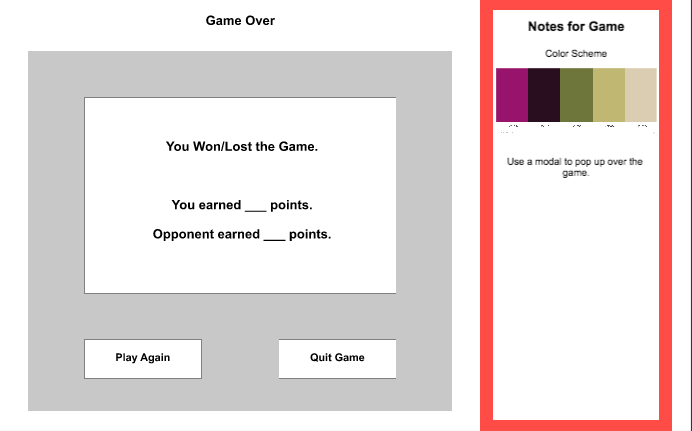 Game Over
You Won/Lost the Game.
You earned ___ points.
Opponent earned ___ points.
Play Again
Quit Game
Notes for Game
Color Scheme
Use a modal to pop up over the
game.